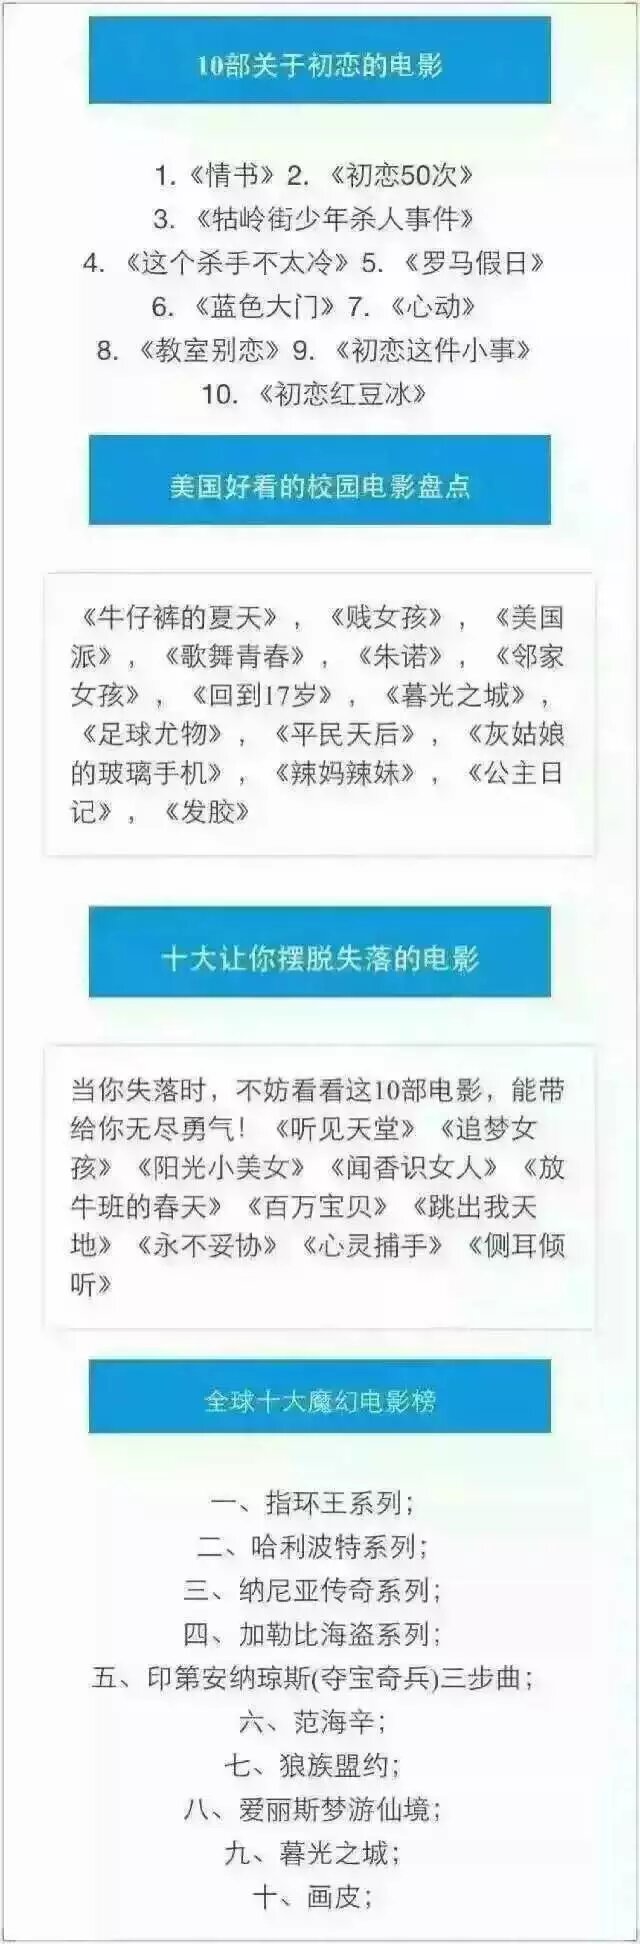 10部关于初恋的电影
1.《情书》2. 《初恋50次》
3. 《牯岭街少年杀人事件》
4. 《这个杀手不太冷》5. 《罗马假日》
6. 《蓝色大门》7. 《心动》
8. 《教室别恋》9. 《初恋这件小事》
10. 《初恋红豆冰》
美国好看的校园电影盘点
《牛仔裤的夏天》，《贱女孩》，《美国
派》，《歌舞青春》，《朱诺》，《邻家
女孩》，《回到17岁》，《暮光之城》，
《足球尤物》，《平民天后》，《灰姑娘
的玻璃手机》，《辣妈辣妹》，《公主日
记》，《发胶》
十大让你摆脱失落的电影
当你失落时，不妨看看这10部电影，能带
给你无尽勇气！《听见天堂》《追梦女
孩》《阳光小美女》《闻香识女人》《放
牛班的春天》《百万宝贝》《跳出我天
地》《永不妥协》《心灵捕手》《侧耳倾
听》
全球十大魔幻电影榜
一、指环王系列；
二、哈利波特系列；
三、纳尼亚传奇系列；
四、加勒比海盗系列；
五、印第安纳琼斯(夺宝奇兵)三步曲；
六、范海辛；
七、狼族盟约；
八、爱丽斯梦游仙境；
九、暮光之城；
十、画皮；